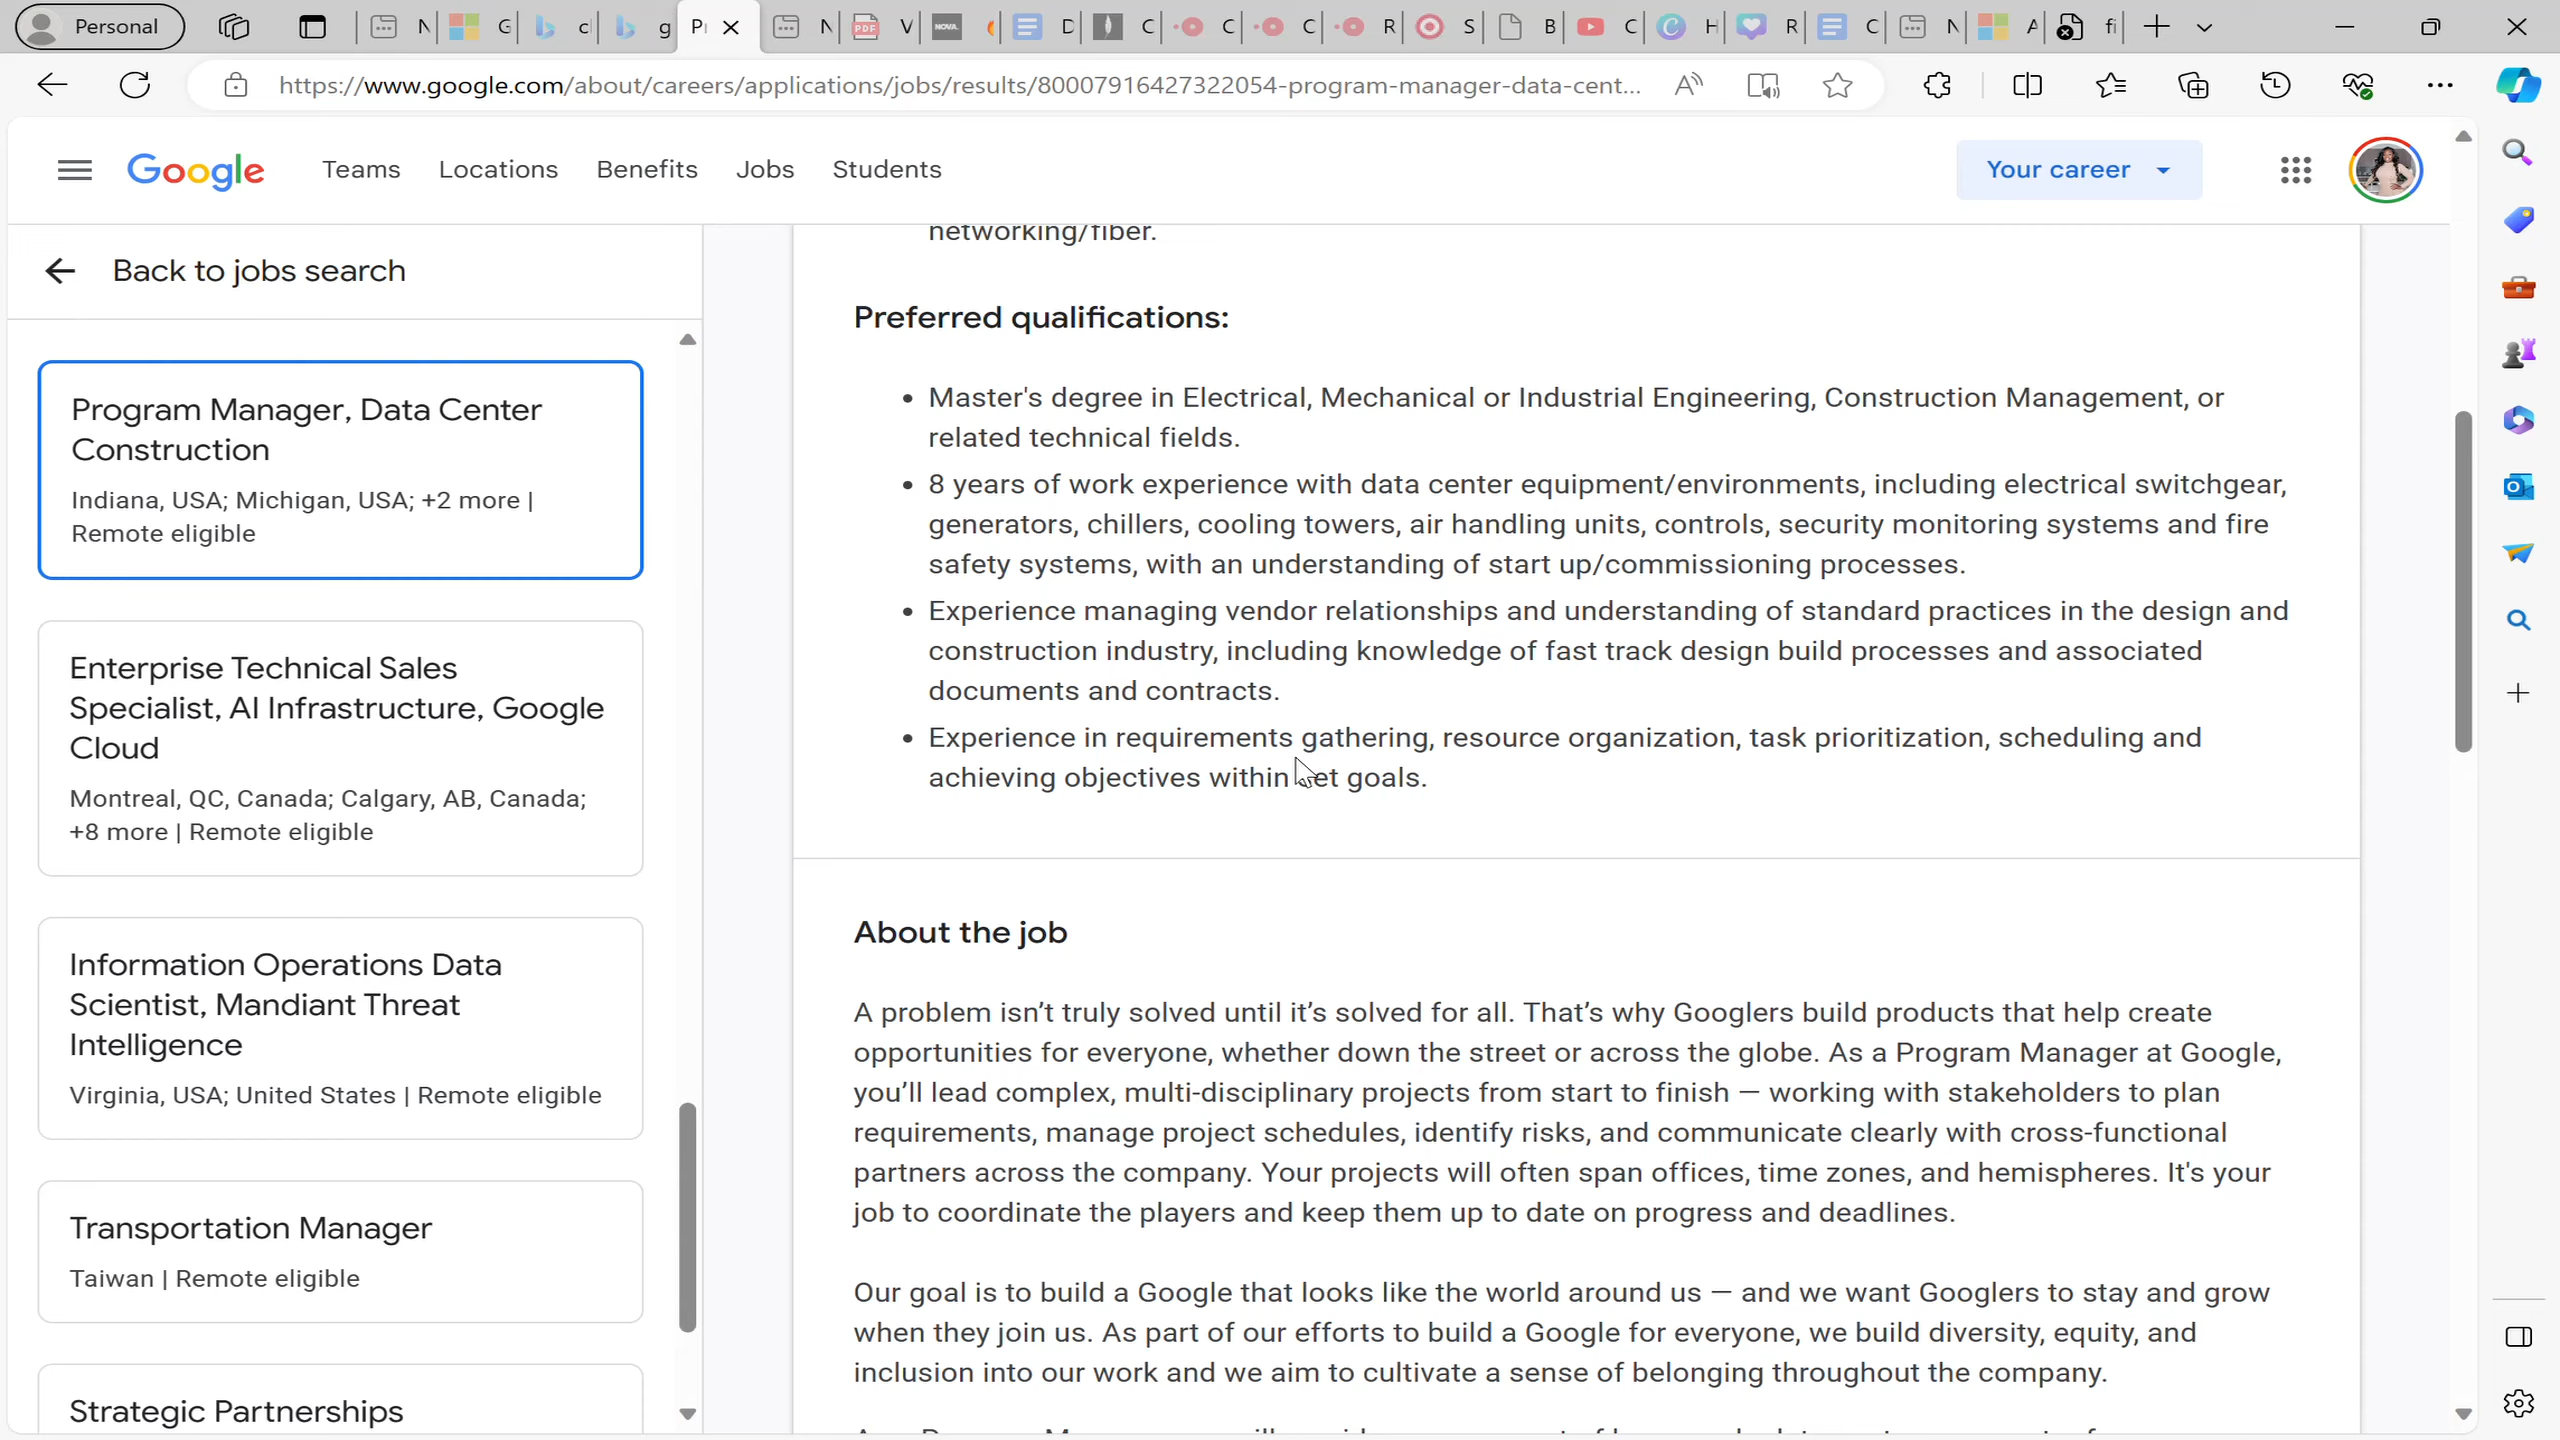 Personal
N
G
cl
g
Pr
N
V
NOVA
D
C
C
C
R
S
B
C
H
R
C
N
A
fi
https://www.google.com/about/careers/applications/jobs/results/80007916427322054-program-manager-data-cent...
Google
Teams
Locations
Benefits
Jobs
Students
Your career
Back to jobs search
Program Manager, Data Center
Construction
Indiana, USA; Michigan, USA; +2 more |
Remote eligible
Enterprise Technical Sales
Specialist, AI Infrastructure, Google
Cloud
Montreal, QC, Canada; Calgary, AB, Canada;
+8 more | Remote eligible
Information Operations Data
Scientist, Mandiant Threat
Intelligence
Virginia, USA; United States | Remote eligible
Transportation Manager
Taiwan | Remote eligible
Strategic Partnerships
networking/fiber.
Preferred qualifications:
• Master's degree in Electrical, Mechanical or Industrial Engineering, Construction Management, or
related technical fields.
• 8 years of work experience with data center equipment/environments, including electrical switchgear,
generators, chillers, cooling towers, air handling units, controls, security monitoring systems and fire
safety systems, with an understanding of start up/commissioning processes.
• Experience managing vendor relationships and understanding of standard practices in the design and
construction industry, including knowledge of fast track design build processes and associated
documents and contracts.
• Experience in requirements gathering, resource organization, task prioritization, scheduling and
achieving objectives within set goals.
About the job
A problem isn’t truly solved until it’s solved for all. That’s why Googlers build products that help create
opportunities for everyone, whether down the street or across the globe. As a Program Manager at Google,
you’ll lead complex, multi-disciplinary projects from start to finish — working with stakeholders to plan
requirements, manage project schedules, identify risks, and communicate clearly with cross-functional
partners across the company. Your projects will often span offices, time zones, and hemispheres. It's your
job to coordinate the players and keep them up to date on progress and deadlines.
Our goal is to build a Google that looks like the world around us — and we want Googlers to stay and grow
when they join us. As part of our efforts to build a Google for everyone, we build diversity, equity, and
inclusion into our work and we aim to cultivate a sense of belonging throughout the company.